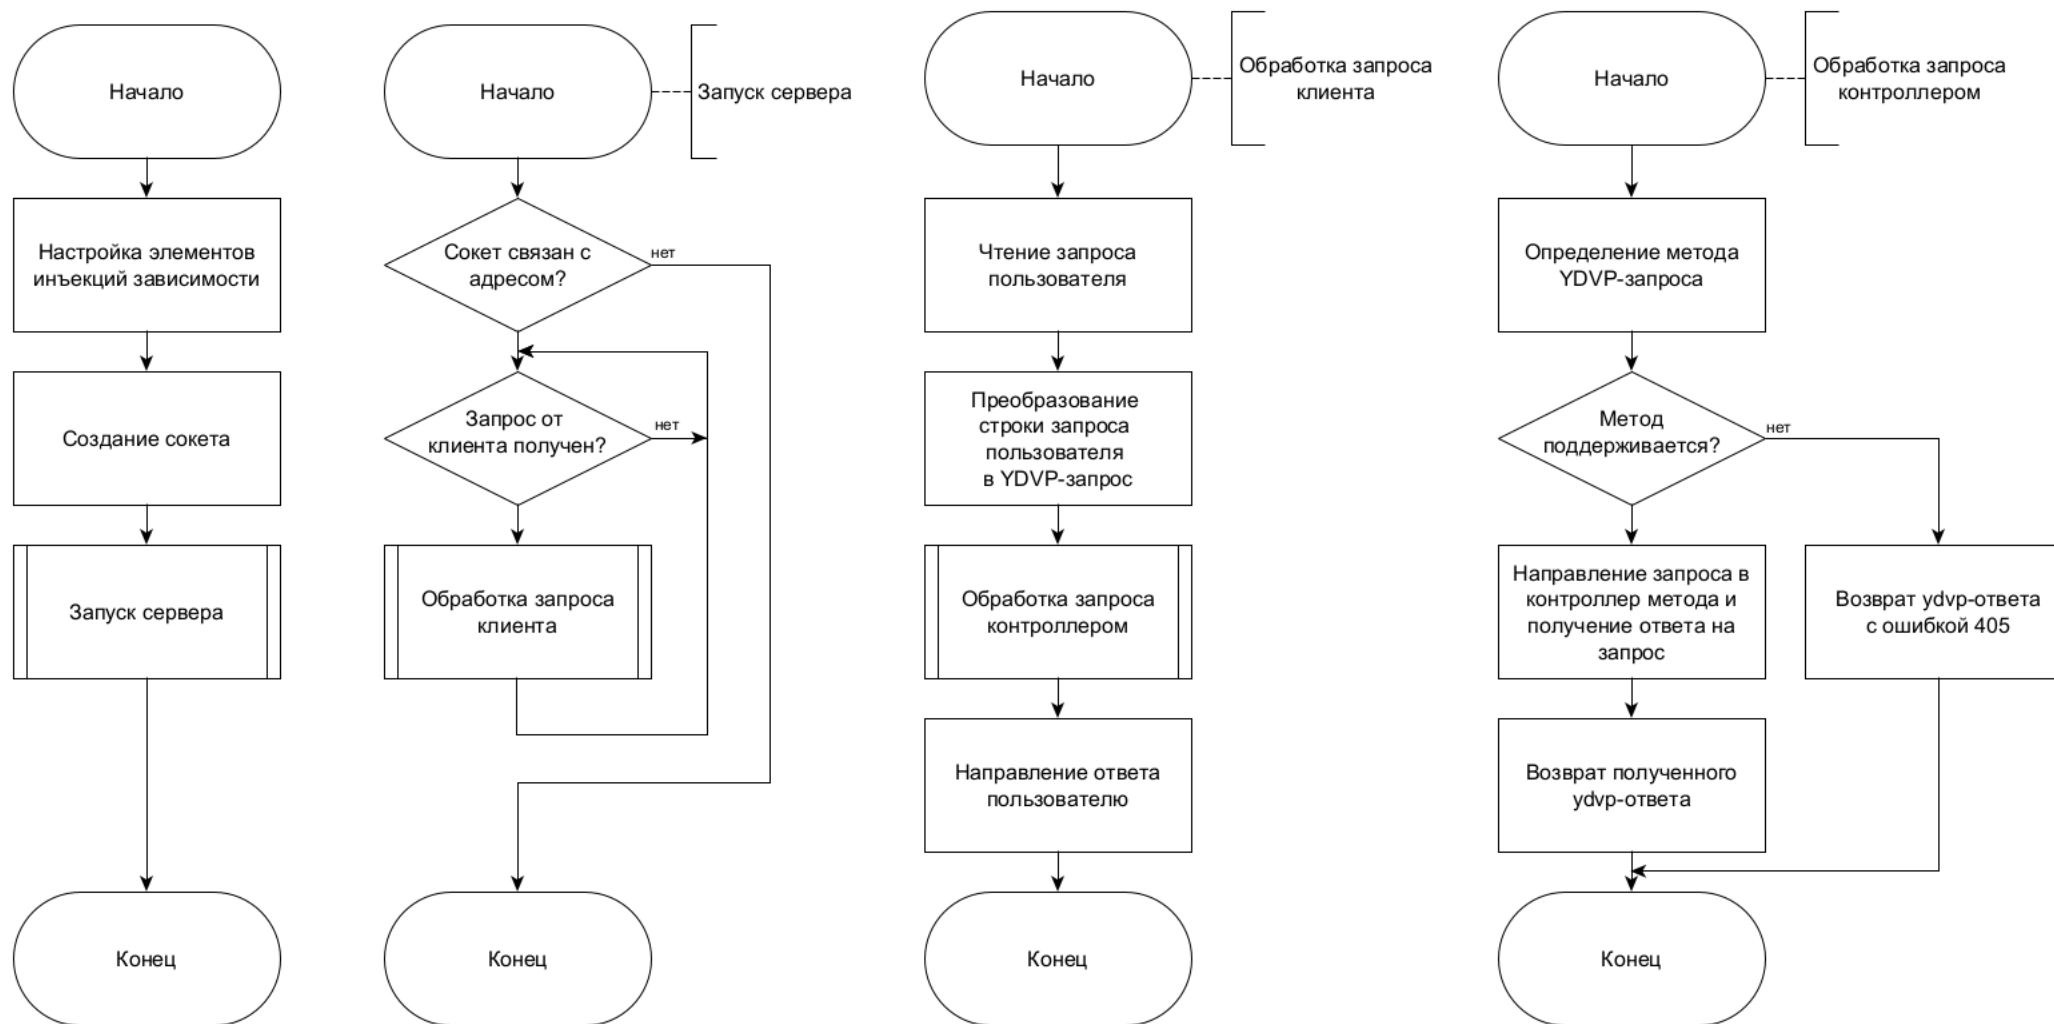 Начало
Настройка элементов
инъекций зависимости
Создание сокета
Запуск сервера
Конец
Начало
Запуск сервера
Сокет связан с
адресом?
нет
Запрос от
клиента получен?
нет
Обработка запроса
клиента
Конец
Начало
Обработка запроса
клиента
Чтение запроса
пользователя
Преобразование
строки запроса
пользователя
в YDVP-запрос
Обработка запроса
контроллером
Направление ответа
пользователю
Конец
Начало
Обработка запроса
контроллером
Определение метода
YDVP-запроса
Метод
поддерживается?
нет
Направление запроса в
контроллер метода и
получение ответа на
запрос
Возврат ydvp-ответа
с ошибкой 405
Возврат полученного
ydvp-ответа
Конец